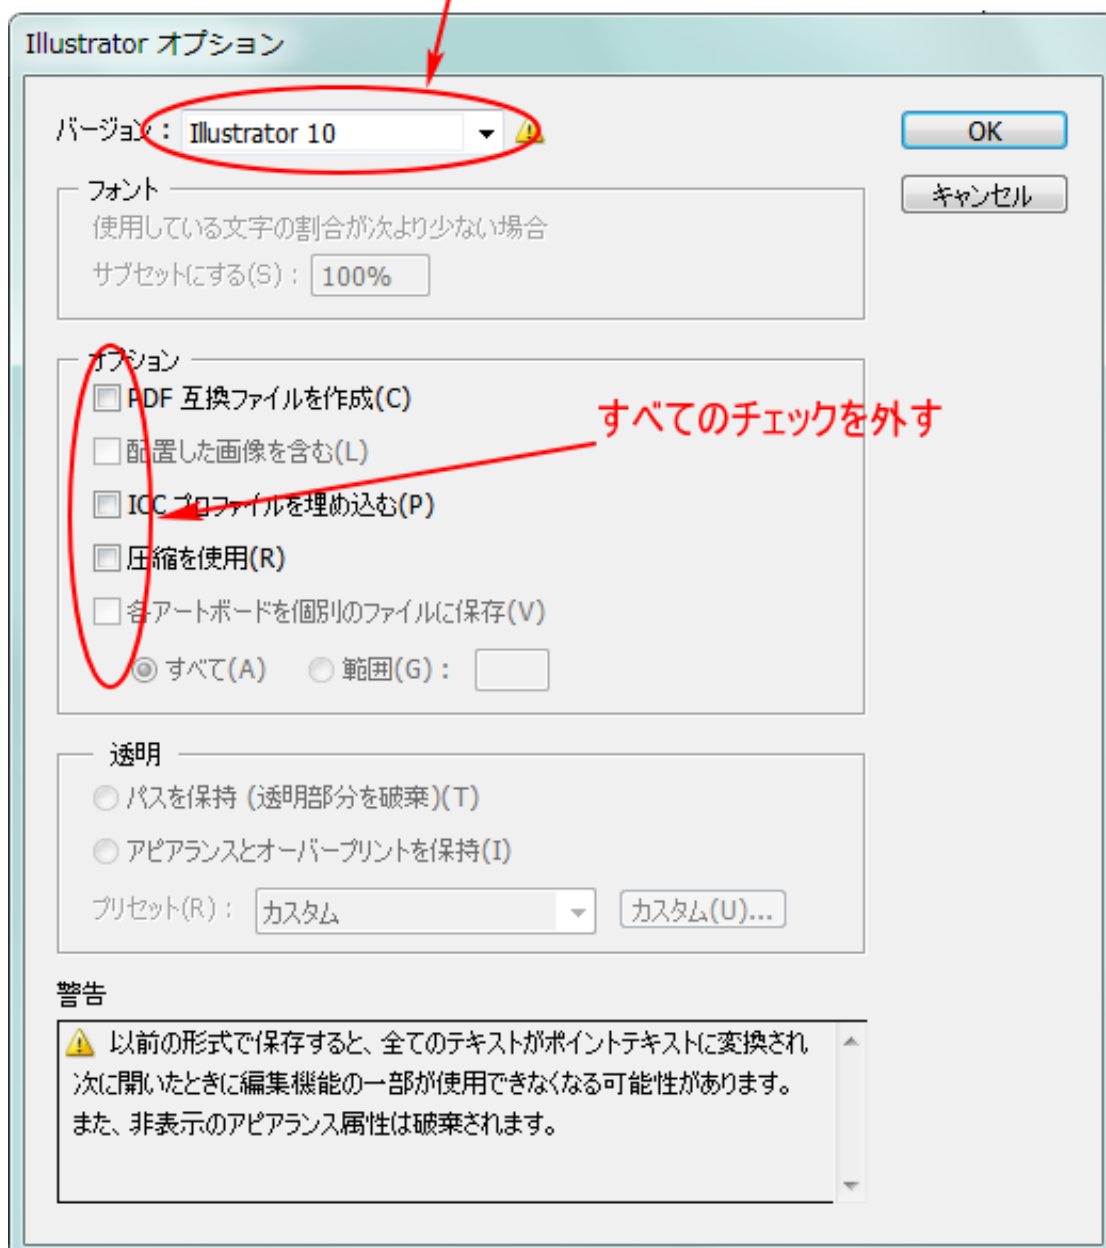 Illustrator オプション
バージョン： Illustrator 10
OK
キャンセル
フォント
使用している文字の割合が次より少ない場合
サブセットにする(S)： 100%
オプション
PDF 互換ファイルを作成(C)
すべてのチェックを外す
配置した画像を含む(L)
ICC プロファイルを埋め込む(P)
圧縮を使用(R)
各アートボードを個別のファイルに保存(V)
すべて(A) 範囲(G)：
透明
パスを保持 (透明部分を破棄)(T)
アピアランスとオーバープリントを保持(I)
プリセット(R)： カスタム カスタム(U)...
警告
以前の形式で保存すると、全てのテキストがポイントテキストに変換され
次に開いたときに編集機能の一部が使用できなくなる可能性があります。
また、非表示のアピアランス属性は破棄されます。